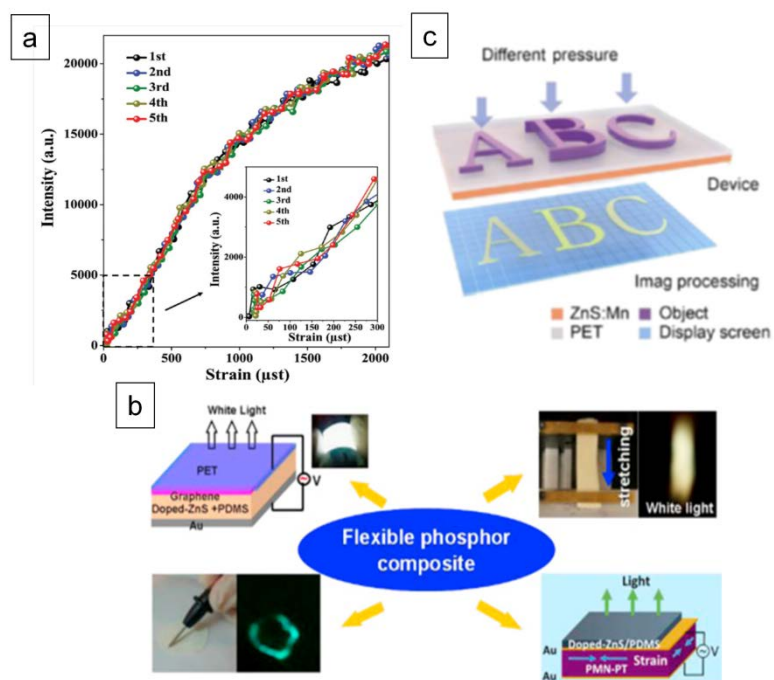 a
20000
15000
10000
5000
0
Intensity (a.u.)
1st
2nd
3rd
4th
5th
0
500
1000
1500
2000
Strain (µst)
4000
2000
0
Intensity (a.u.)
1st
2nd
3rd
4th
5th
0
50
100
150
200
250
300
Strain (µst)
c
Different pressure
A B C
Device
ABC
Imag processing
ZnS:Mn
Object
PET
Display screen
b
White Light
PET
Graphene
Doped-ZnS +PDMS
Au
V
stretching
White light
Flexible phosphor
composite
Light
Doped-ZnS/PDMS
Au
Strain
PMN-PT
Au
V